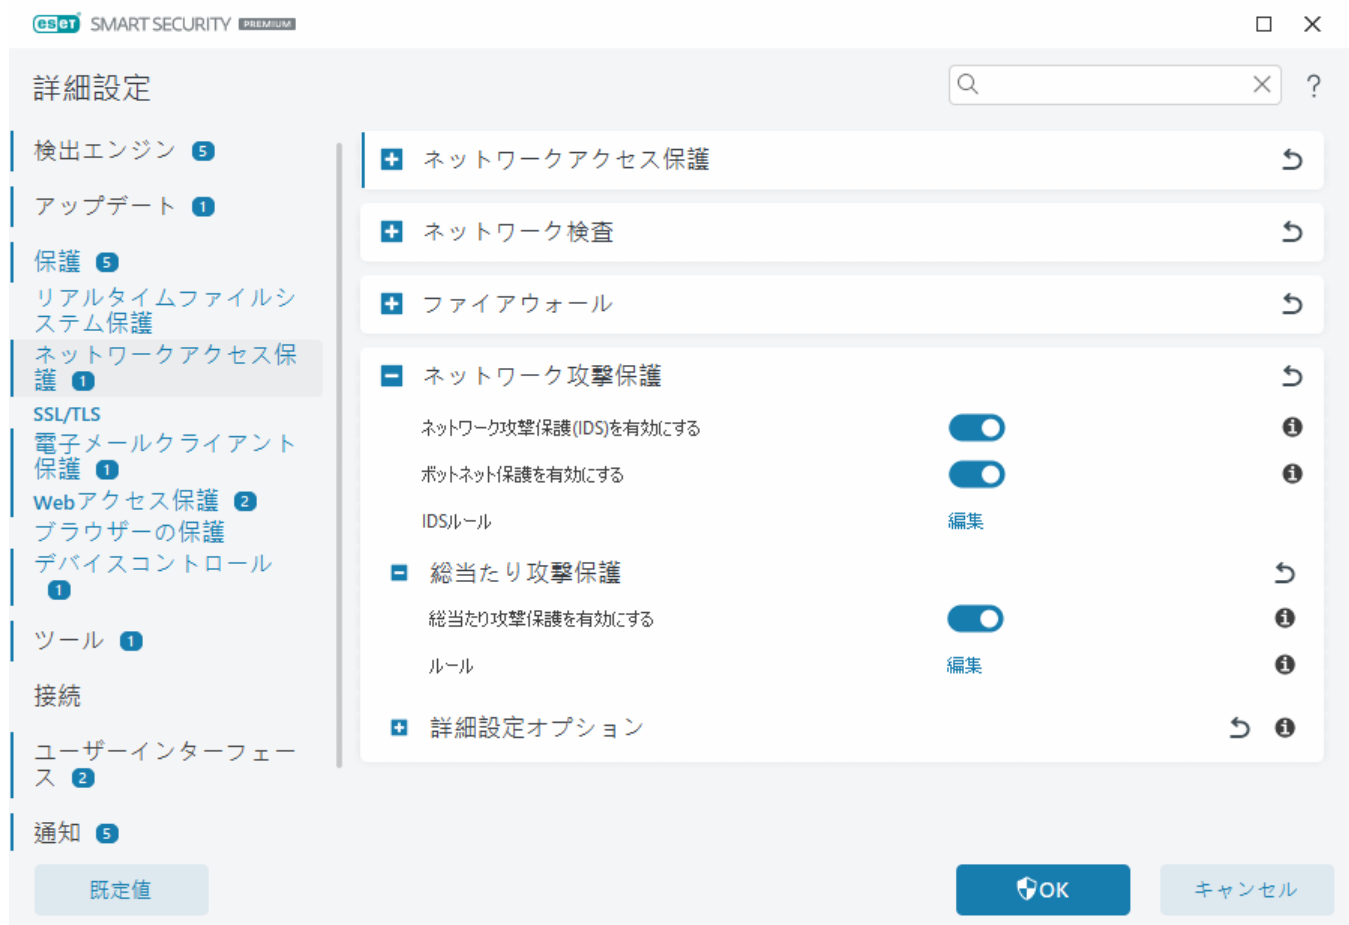 eset SMART SECURITY PREMIUM
詳細設定
?
検出エンジン 5
アップデート 1
保護 5
リアルタイムファイルシ
ステム保護
ネットワークアクセス保
護 1
SSL/TLS
電子メールクライアント
保護 1
Webアクセス保護 2
ブラウザーの保護
デバイスコントロール
1
ツール 1
接続
ユーザーインターフェー
ス 2
通知 5
ネットワークアクセス保護
ネットワーク検査
ファイアウォール
ネットワーク攻撃保護
ネットワーク攻撃保護(IDS)を有効にする
ボットネット保護を有効にする
IDSルール 編集
総当たり攻撃保護
総当たり攻撃保護を有効にする
ルール 編集
詳細設定オプション
既定値
OK
キャンセル